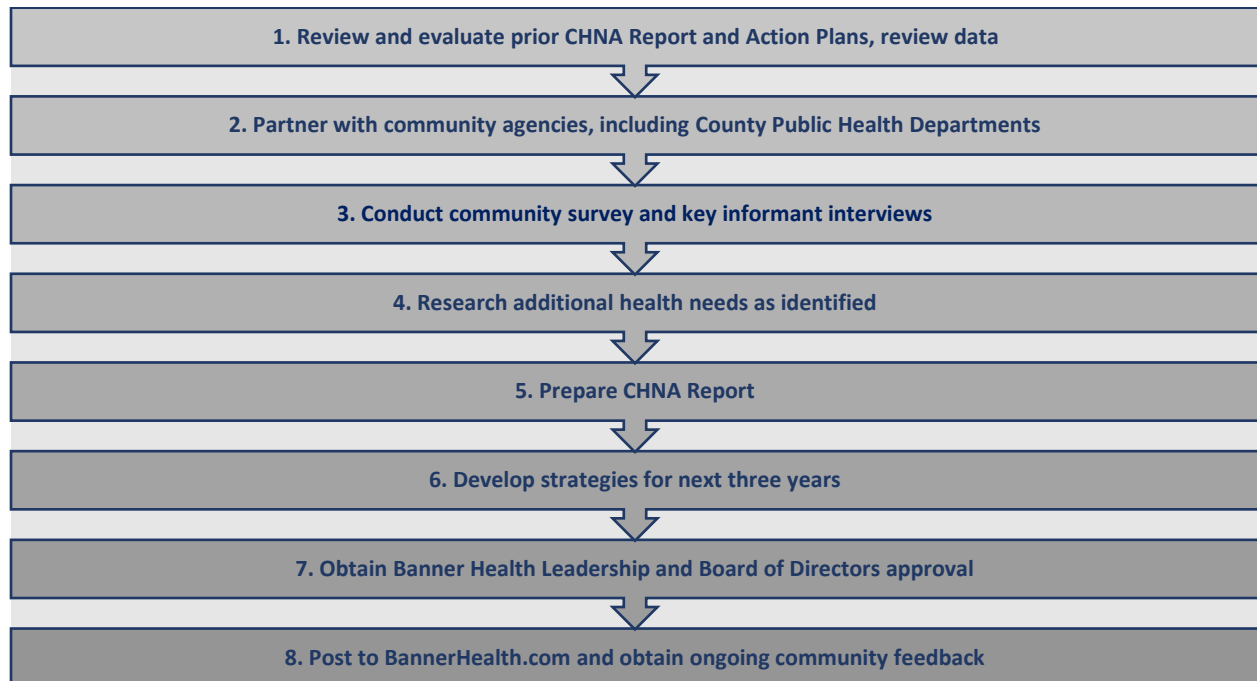 1. Review and evaluate prior CHNA Report and Action Plans, review data
2. Partner with community agencies, including County Public Health Departments
3. Conduct community survey and key informant interviews
4. Research additional health needs as identified
5. Prepare CHNA Report
6. Develop strategies for next three years
7. Obtain Banner Health Leadership and Board of Directors approval
8. Post to BannerHealth.com and obtain ongoing community feedback